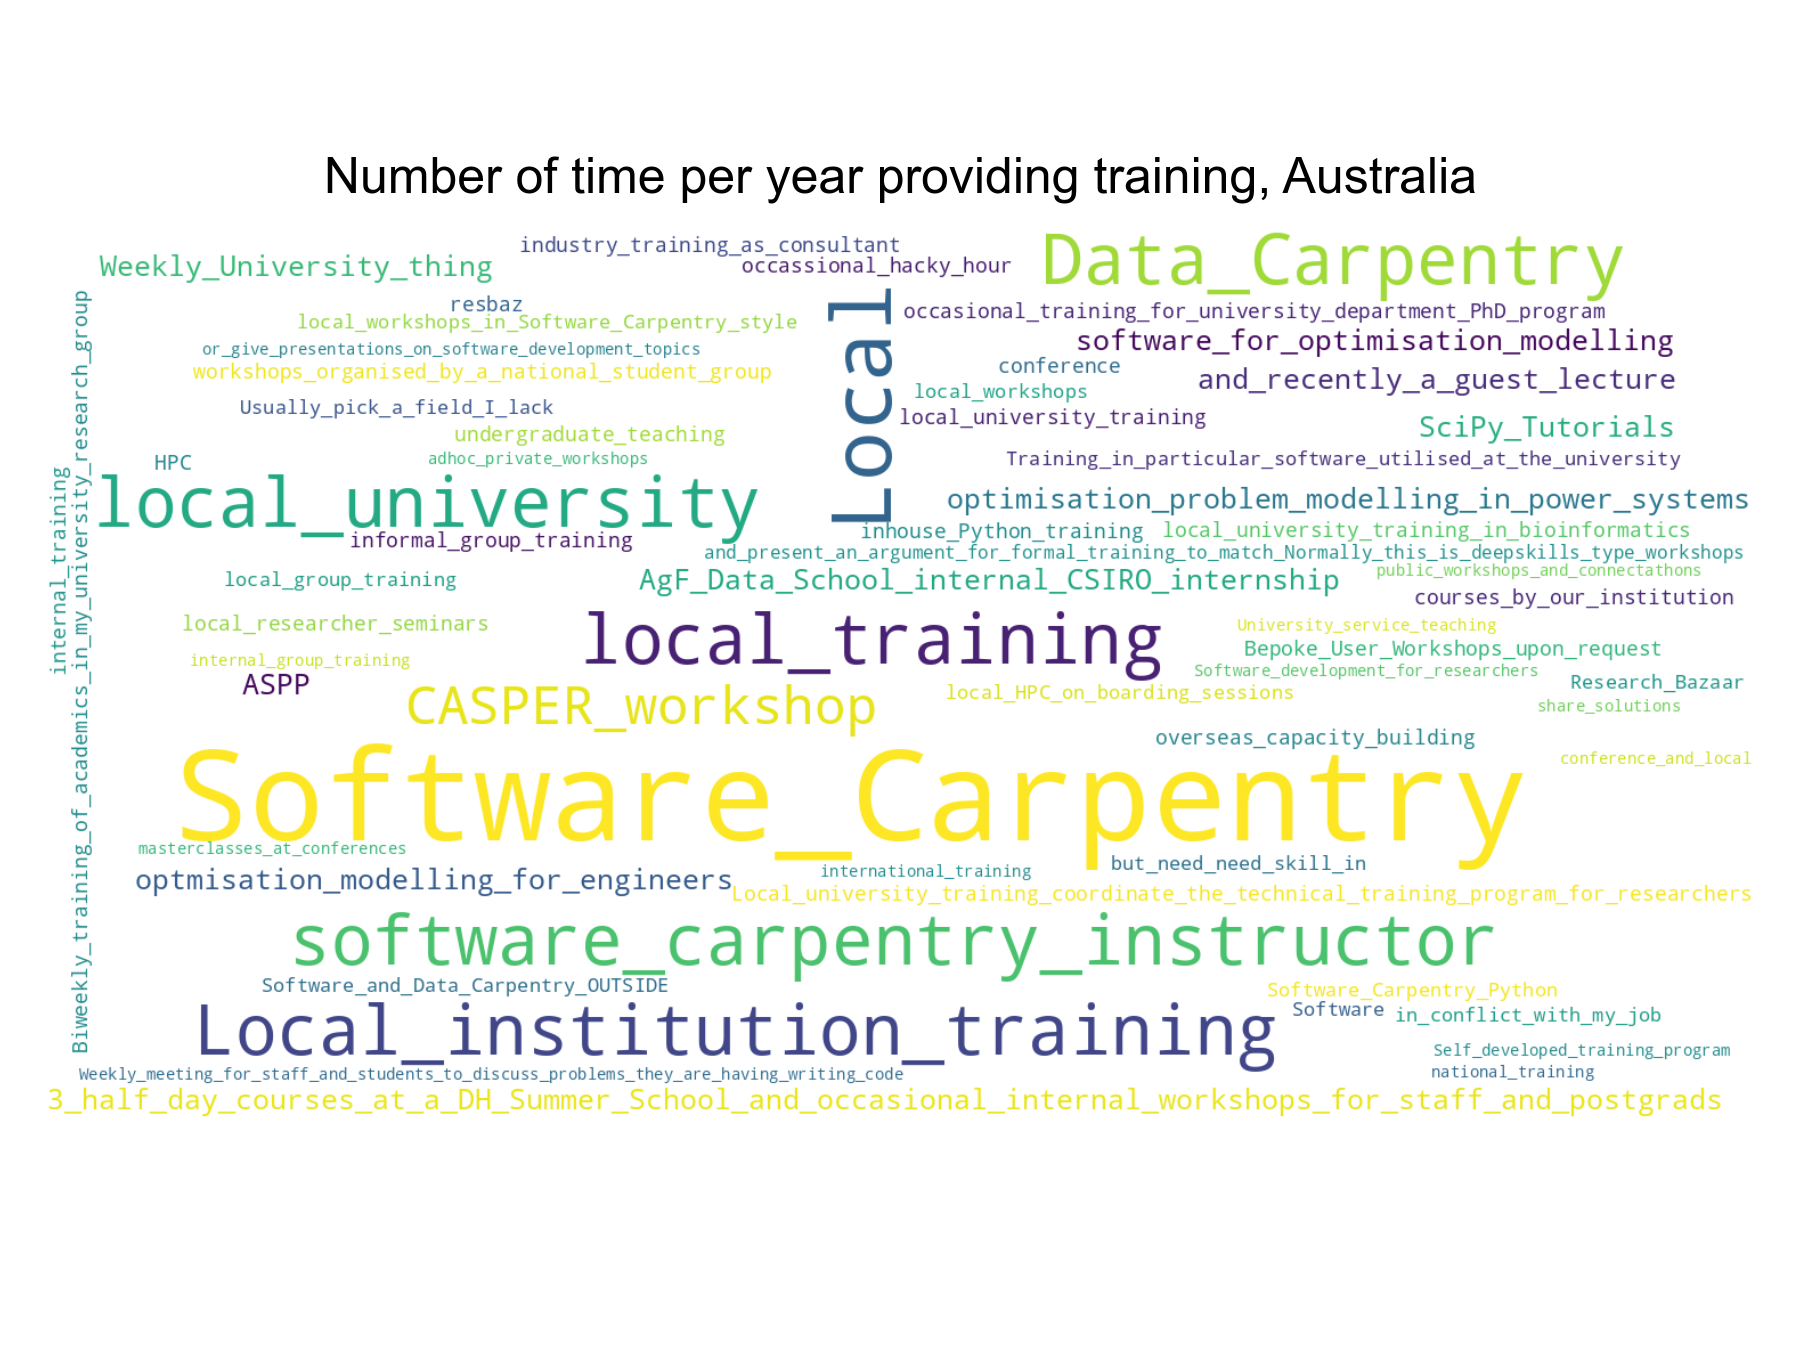 Number of time per year providing training, Australia
industry_training_as_consultant
Data_Carpentry
Weekly_University_thing
occassional_hacky_hour
resbaz
Local
occasional_training_for_university_department_PhD_program
local_workshops_in_Software_Carpentry_style
software_for_optimisation_modelling
or_give_presentations_on_software_development_topics
workshops_organised_by_a_national_student_group
conference
and_recently_a_guest_lecture
local_workshops
Usually_pick_a_field_I_lack
local_university_training
SciPy_Tutorials
undergraduate_teaching
HPC
adhoc_private_workshops
Training_in_particular_software_utilised_at_the_university
internal_training
Biweekly_training_of_academics_in_my_university_research_group
local_university
optimisation_problem_modelling_in_power_systems
informal_group_training
inhouse_Python_training
local_university_training_in_bioinformatics
and_present_an_argument_for_formal_training_to_match_Normally_this_is_deepskills_type_workshops
local_group_training
AgF_Data_School_internal_CSIRO_internship
public_workshops_and_connectathons
courses_by_our_institution
local_researcher_seminars
local_training
University_service_teaching
Bepoke_User_Workshops_upon_request
internal_group_training
Software_development_for_researchers
ASPP
Research_Bazaar
CASPER_workshop
local_HPC_on_boarding_sessions
share_solutions
overseas_capacity_building
conference_and_local
Software_Carpentry
masterclasses_at_conferences
international_training
but_need_need_skill_in
optmisation_modelling_for_engineers
Local_university_training_coordinate_the_technical_training_program_for_researchers
software_carpentry_instructor
Software_and_Data_Carpentry_OUTSIDE
Software_Carpentry_Python
Local_institution_training
Software
in_conflict_with_my_job
Self_developed_training_program
national_training
Weekly_meeting_for_staff_and_students_to_discuss_problems_they_are_having_writing_code
3_half_day_courses_at_a_DH_Summer_School_and_occasional_internal_workshops_for_staff_and_postgrads